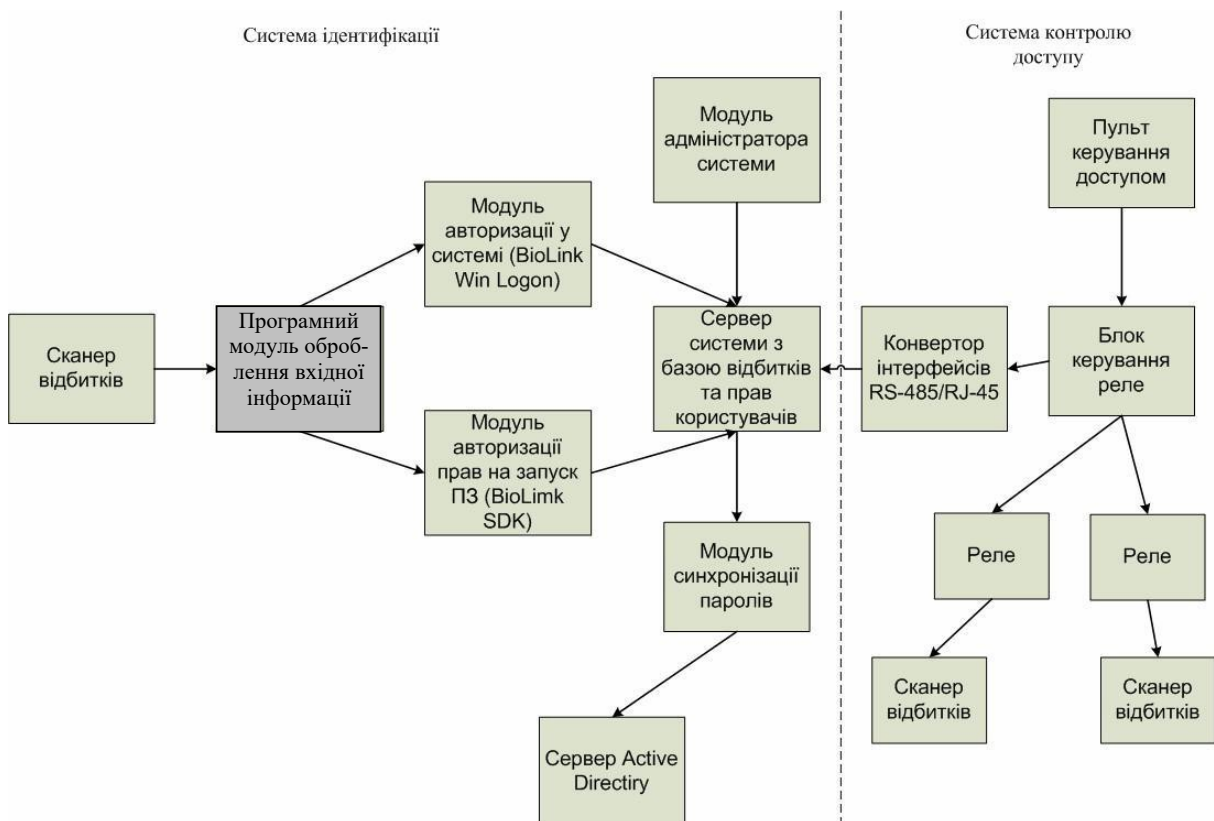 Система ідентифікації
Система контролю
доступу
Модуль
адміністратора
системи
Пульт
керування
доступом
Модуль
авторизації у
системі (BioLink
Win Logon)
Сканер
відбитків
Програмний
модуль оброб-
лення вхідної
інформації
Сервер
системи з
базою відбитків
та прав
користувачів
Конвертор
інтерфейсів
RS-485/RJ-45
Блок
керування
реле
Модуль
авторизації
прав на запуск
ПЗ (BioLimk
SDK)
Модуль
синхронізації
паролів
Реле
Реле
Сканер
відбитків
Сканер
відбитків
Сервер Active
Directiry